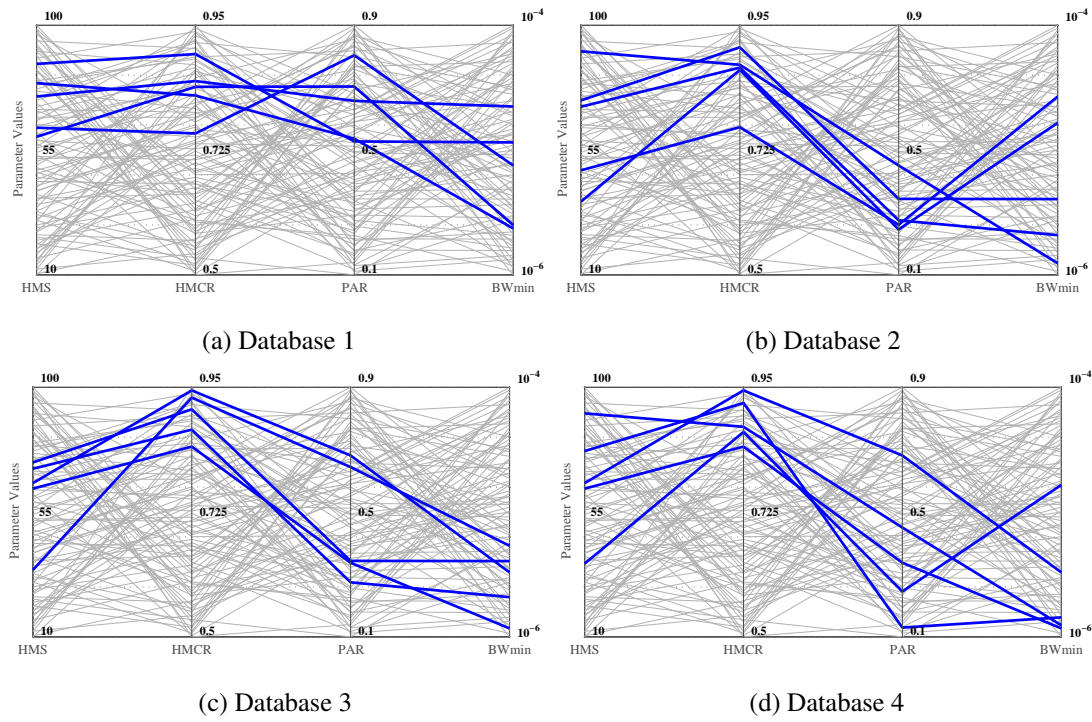 100 0.95 0.9 10⁻⁴
Parameter Values
55 0.725 0.5
10 0.5 0.1 10⁻⁶
HMS HMCR PAR BWmin
(a) Database 1
100 0.95 0.9 10⁻⁴
Parameter Values
55 0.725 0.5
10 0.5 0.1 10⁻⁶
HMS HMCR PAR BWmin
(b) Database 2
100 0.95 0.9 10⁻⁴
Parameter Values
55 0.725 0.5
10 0.5 0.1 10⁻⁶
HMS HMCR PAR BWmin
(c) Database 3
100 0.95 0.9 10⁻⁴
Parameter Values
55 0.725 0.5
10 0.5 0.1 10⁻⁶
HMS HMCR PAR BWmin
(d) Database 4